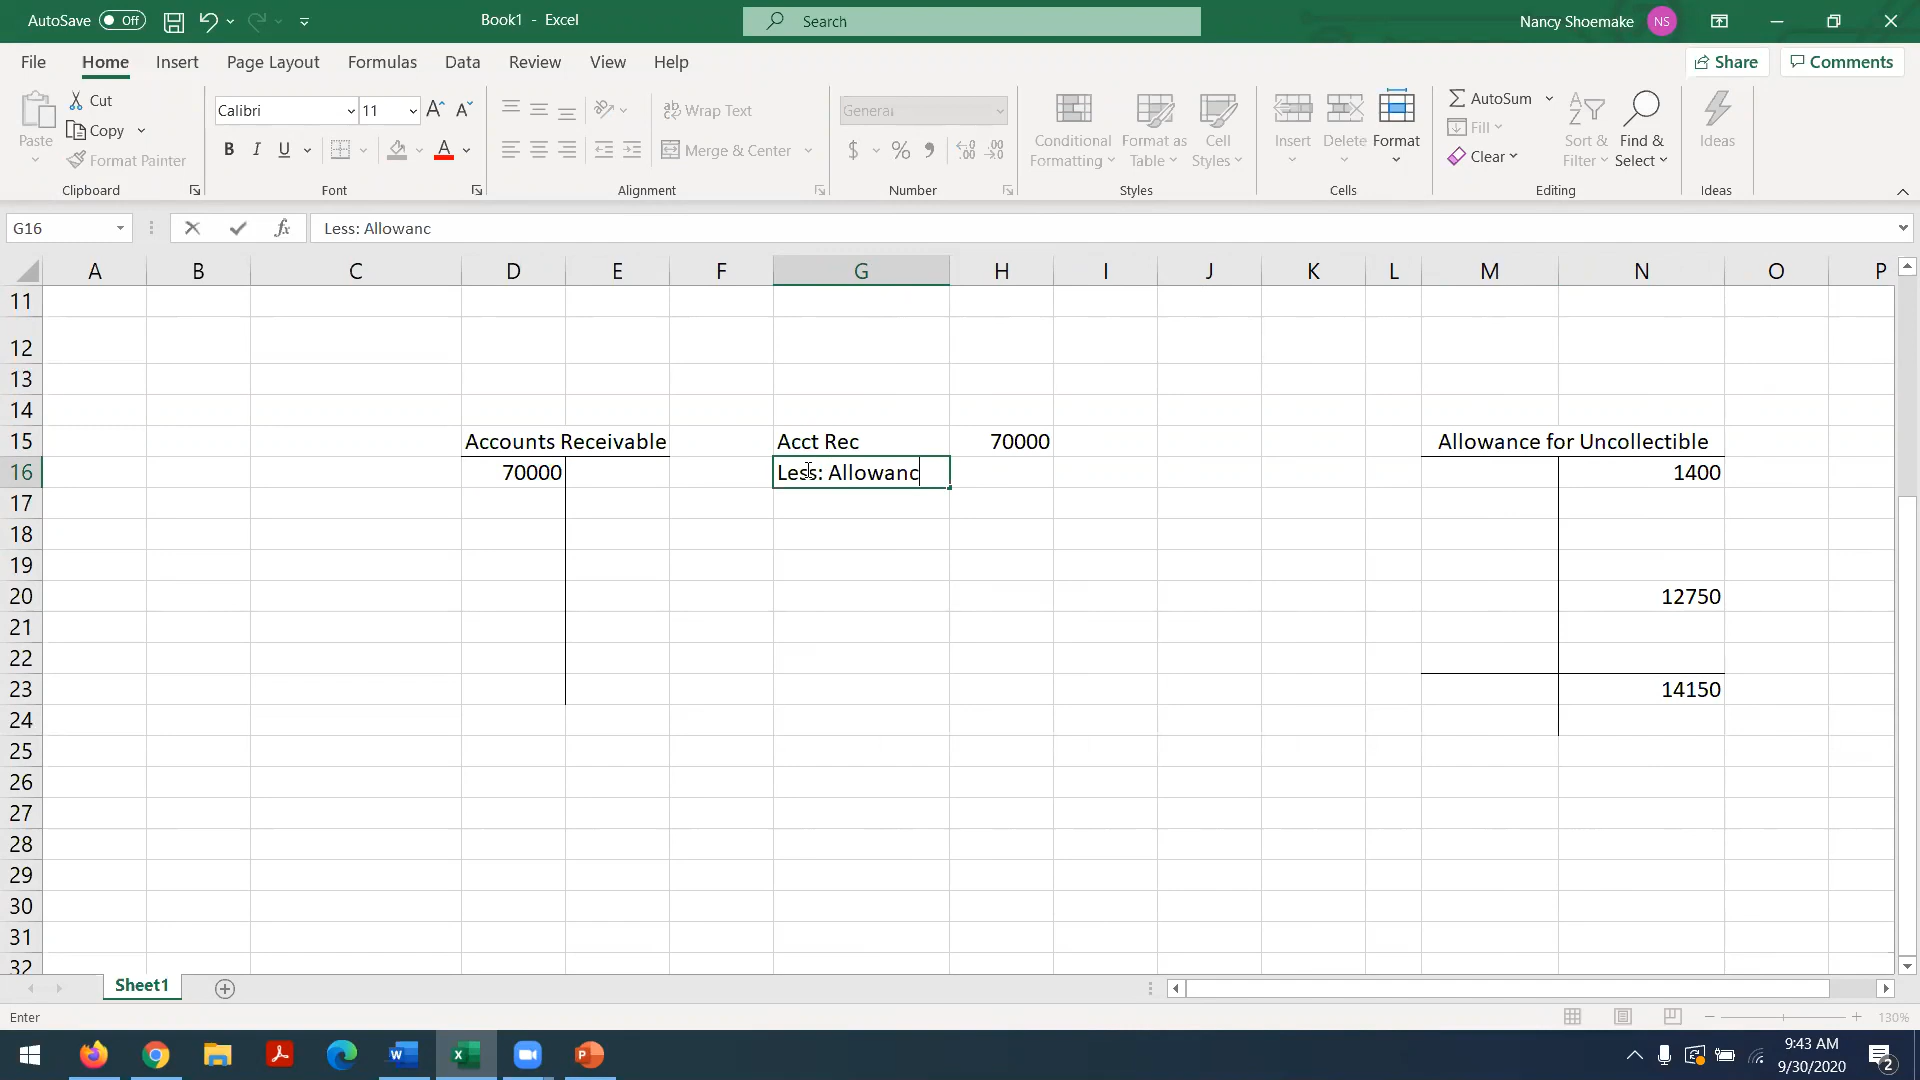 AutoSave Off Book1 - Excel Search Nancy Shoemake NS
File Home Insert Page Layout Formulas Data Review View Help Share Comments
Paste Cut Copy Format Painter Clipboard
Calibri 11 B I U A Font
Wrap Text Merge & Center Alignment
General $ % Number
Conditional Formatting Format as Table Cell Styles Styles
Insert Delete Format Cells
AutoSum Fill Clear Sort & Filter Find & Select Editing
Ideas Ideas
G16 fx Less: Allowanc
A B C D E F G H I J K L M N O P
11
12
13
14
15 Accounts Receivable Acct Rec 70000 Allowance for Uncollectible
16 70000 Less: Allowanc 1400
17
18
19
20 12750
21
22
23 14150
24
25
26
27
28
29
30
31
32
Sheet1
Enter 130%
9:43 AM
9/30/2020 2